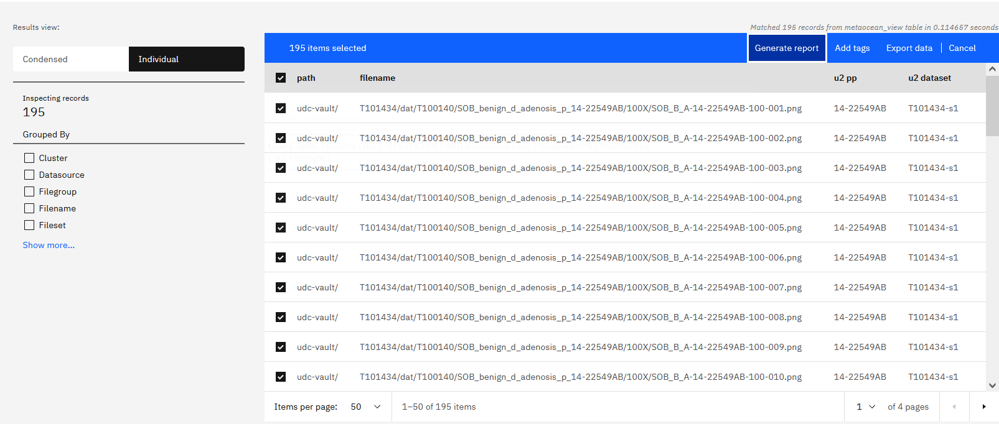 Results view:
Matched 195 records from metaocean_view table in 0.114657 seconds
Condensed
Individual
Inspecting records
195
Grouped By
Cluster
Datasource
Filegroup
Filename
Fileset
Show more...
195 items selected
Generate report
Add tags
Export data
Cancel
path filename u2 pp u2 dataset
udc-vault/ T101434/dat/T100140/SOB_benign_d_adenosis_p_14-22549AB/100X/SOB_B_A-14-22549AB-100-001.png 14-22549AB T101434-s1
udc-vault/ T101434/dat/T100140/SOB_benign_d_adenosis_p_14-22549AB/100X/SOB_B_A-14-22549AB-100-002.png 14-22549AB T101434-s1
udc-vault/ T101434/dat/T100140/SOB_benign_d_adenosis_p_14-22549AB/100X/SOB_B_A-14-22549AB-100-003.png 14-22549AB T101434-s1
udc-vault/ T101434/dat/T100140/SOB_benign_d_adenosis_p_14-22549AB/100X/SOB_B_A-14-22549AB-100-004.png 14-22549AB T101434-s1
udc-vault/ T101434/dat/T100140/SOB_benign_d_adenosis_p_14-22549AB/100X/SOB_B_A-14-22549AB-100-005.png 14-22549AB T101434-s1
udc-vault/ T101434/dat/T100140/SOB_benign_d_adenosis_p_14-22549AB/100X/SOB_B_A-14-22549AB-100-006.png 14-22549AB T101434-s1
udc-vault/ T101434/dat/T100140/SOB_benign_d_adenosis_p_14-22549AB/100X/SOB_B_A-14-22549AB-100-007.png 14-22549AB T101434-s1
udc-vault/ T101434/dat/T100140/SOB_benign_d_adenosis_p_14-22549AB/100X/SOB_B_A-14-22549AB-100-008.png 14-22549AB T101434-s1
udc-vault/ T101434/dat/T100140/SOB_benign_d_adenosis_p_14-22549AB/100X/SOB_B_A-14-22549AB-100-009.png 14-22549AB T101434-s1
udc-vault/ T101434/dat/T100140/SOB_benign_d_adenosis_p_14-22549AB/100X/SOB_B_A-14-22549AB-100-010.png 14-22549AB T101434-s1
Items per page: 50 1–50 of 195 items 1 of 4 pages